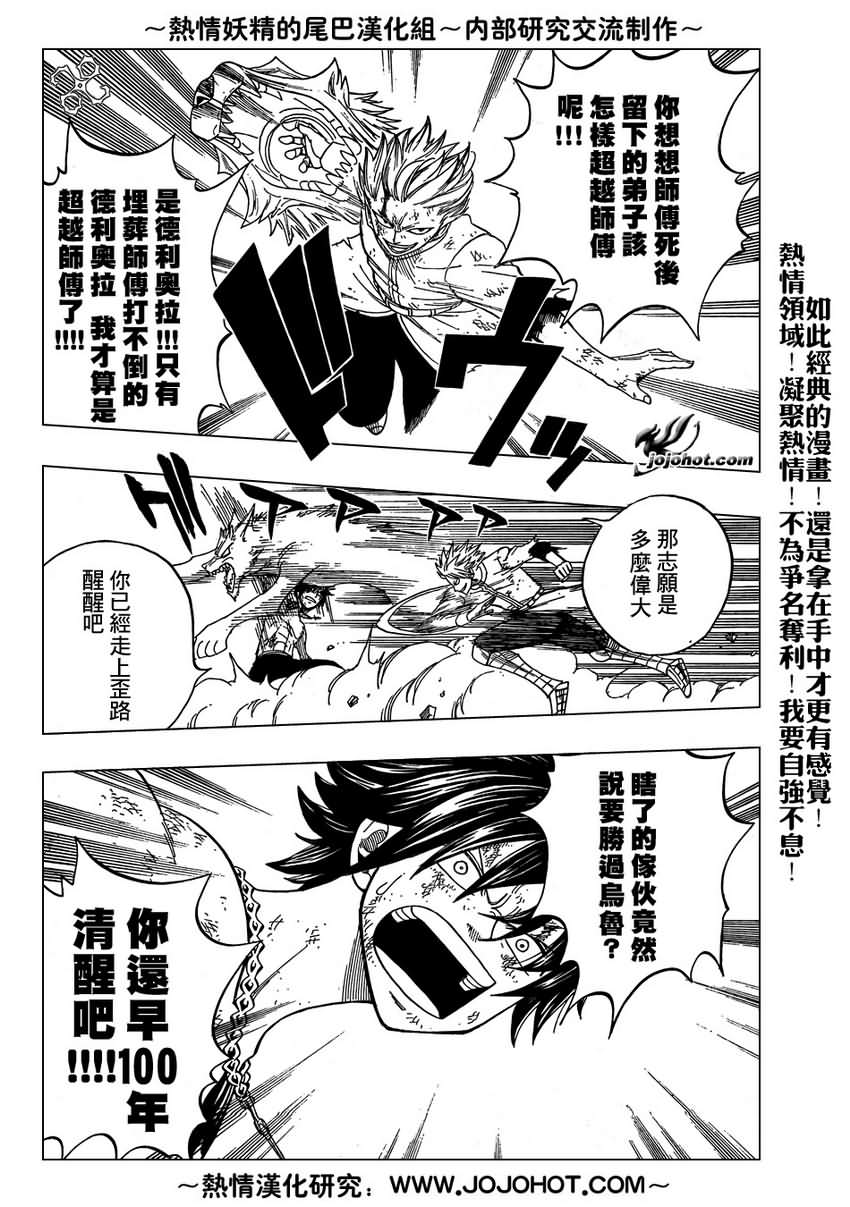 ～熱情妖精的尾巴漢化組～内部研究交流制作～
你想想師傅死後
留下的弟子該
怎樣超越師傅
呢!!!
是德利奧拉!!!只有
埋葬師傅打不倒的
德利奧拉 我才算是
超越師傅了!!!!
ドドッ
jojohot.com
那志願是
多麼偉大
你已經走上歪路
醒醒吧
瞎了的傢伙竟然
說要勝過烏魯？
你還早100年
清醒吧!!!!
如此經典的漫畫！還是拿在手中才更有感覺！
熱情領域！凝聚熱情！不為爭名奪利！我要自強不息！
～熱情漢化研究：WWW.JOJOHOT.COM～